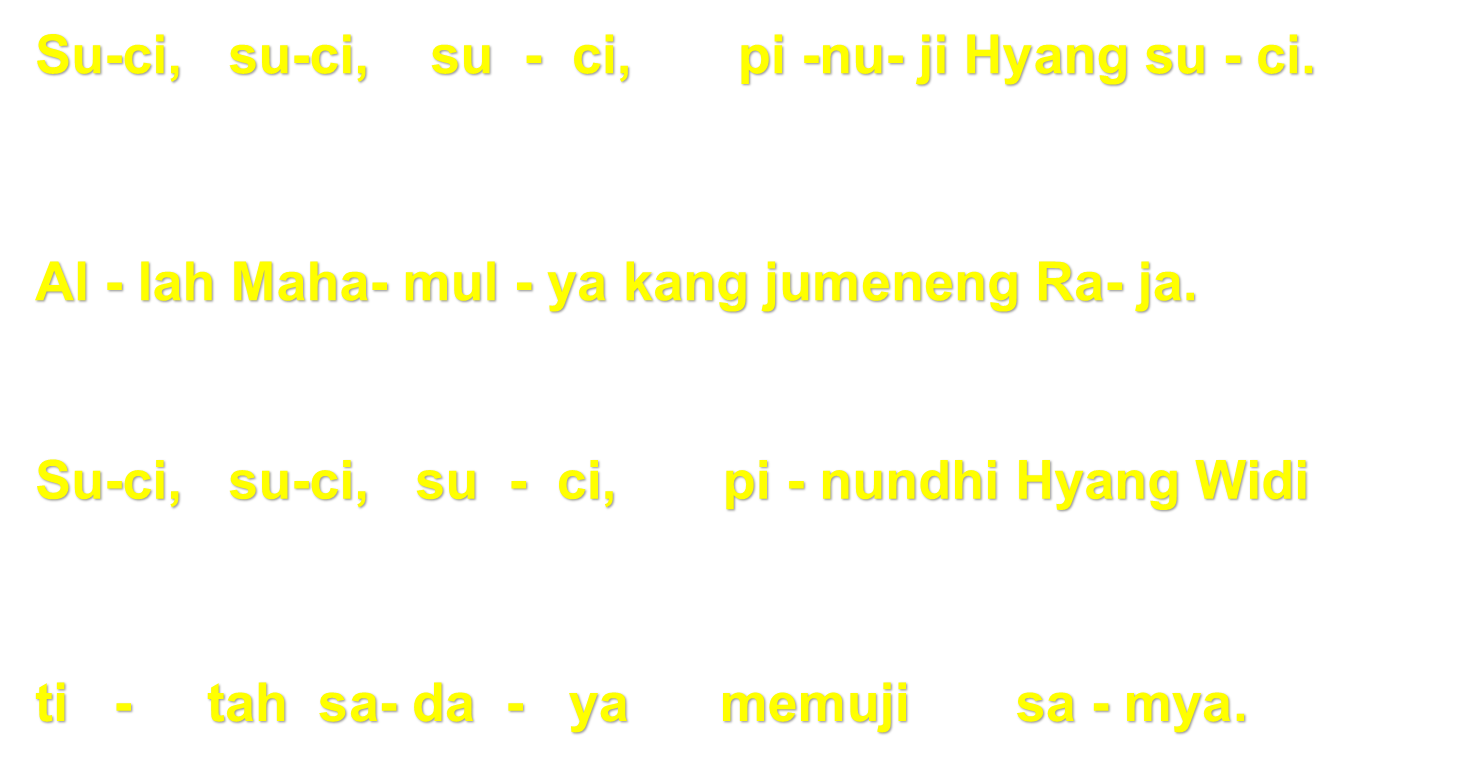 Su-ci, su-ci, su - ci, pi -nu- ji Hyang su - ci.
Al - lah Maha- mul - ya kang jumeneng Ra- ja.
Su-ci, su-ci, su - ci, pi - nundhi Hyang Widi
ti - tah sa- da - ya memuji sa - mya.